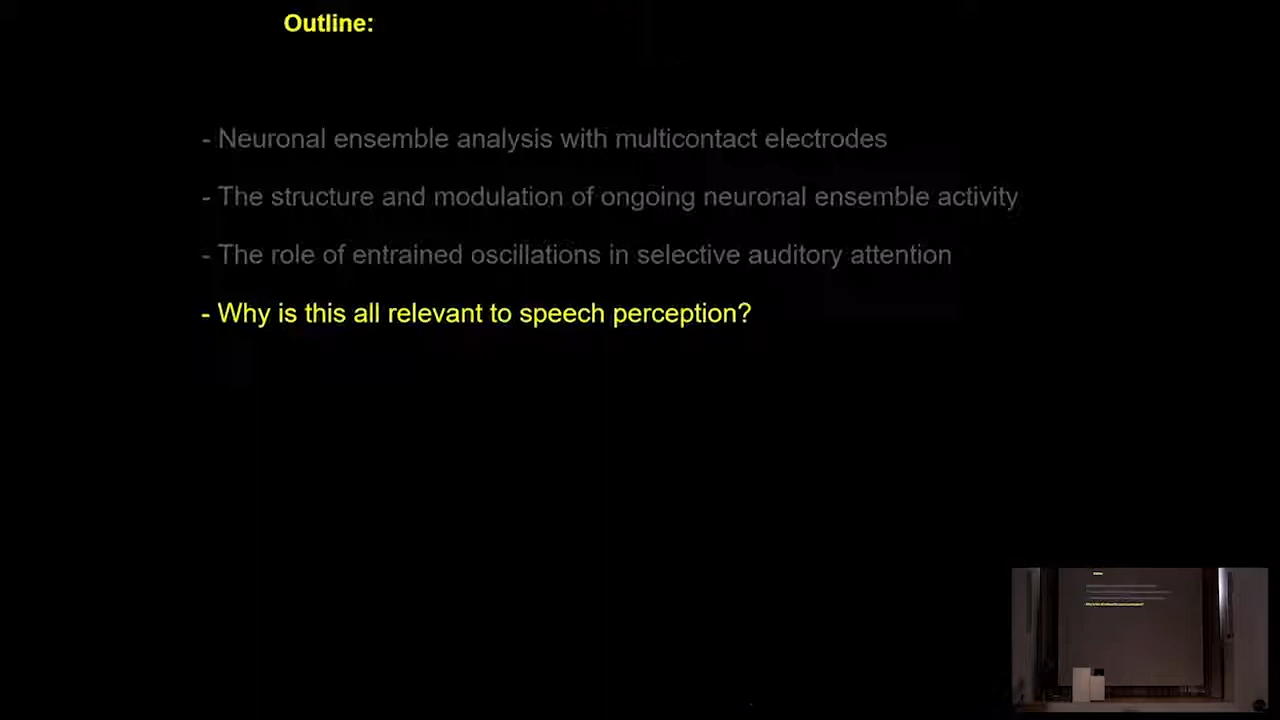 Outline:
- Neuronal ensemble analysis with multicontact electrodes
- The structure and modulation of ongoing neuronal ensemble activity
- The role of entrained oscillations in selective auditory attention
- Why is this all relevant to speech perception?